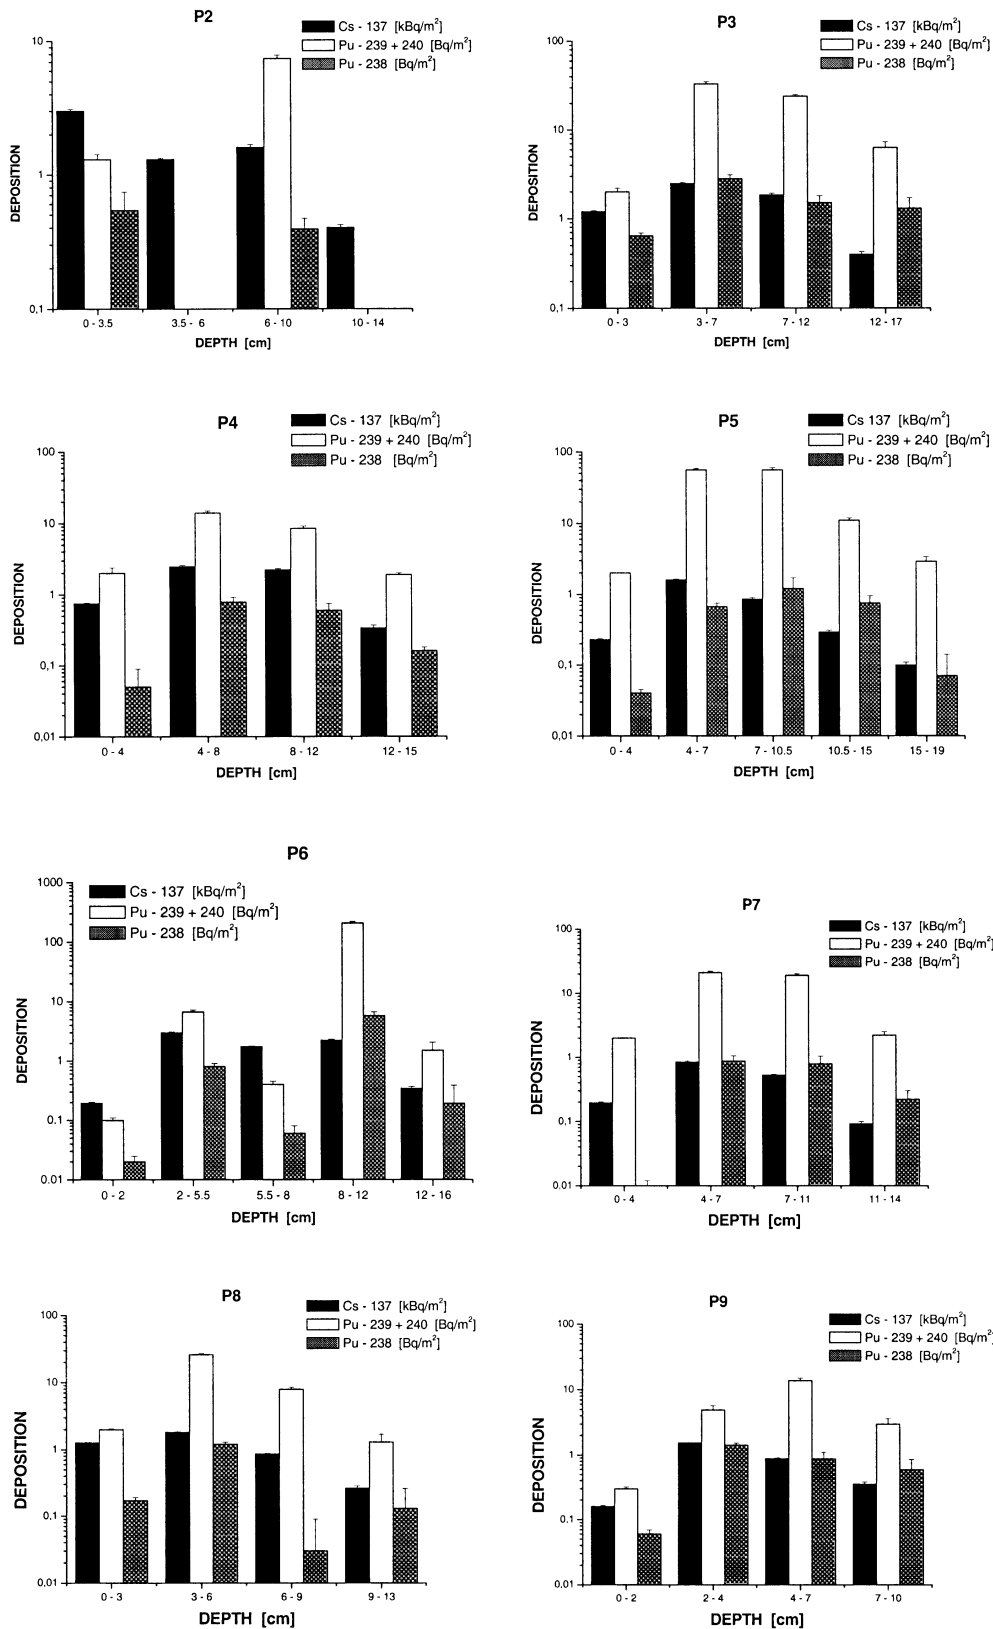 P2
Cs - 137 [kBq/m²]
Pu - 239 + 240 [Bq/m²]
Pu - 238 [Bq/m²]
10
1
0,1
DEPOSITION
0 - 3.5 3.5 - 6 6 - 10 10 - 14
DEPTH [cm]
P3
Cs - 137 [kBq/m²]
Pu - 239 + 240 [Bq/m²]
Pu - 238 [Bq/m²]
100
10
1
0,1
DEPOSITION
0 - 3 3 - 7 7 - 12 12 - 17
DEPTH [cm]
P4
Cs - 137 [kBq/m²]
Pu - 239 + 240 [Bq/m²]
Pu - 238 [Bq/m²]
100
10
1
0,1
0,01
DEPOSITION
0 - 4 4 - 8 8 - 12 12 - 15
DEPTH [cm]
P5
Cs 137 [kBq/m²]
Pu - 239 + 240 [Bq/m²]
Pu - 238 [Bq/m²]
100
10
1
0,1
0,01
DEPOSITION
0 - 4 4 - 7 7 - 10.5 10.5 - 15 15 - 19
DEPTH [cm]
P6
Cs - 137 [kBq/m²]
Pu - 239 + 240 [Bq/m²]
Pu - 238 [Bq/m²]
1000
100
10
1
0.1
0.01
DEPOSITION
0 - 2 2 - 5.5 5.5 - 8 8 - 12 12 - 16
DEPTH [cm]
P7
Cs - 137 [kBq/m²]
Pu - 239 + 240 [Bq/m²]
Pu - 238 [Bq/m²]
100
10
1
0,1
0.01
DEPOSITION
0 - 4 4 - 7 7 - 11 11 - 14
DEPTH [cm]
P8
Cs - 137 [kBq/m²]
Pu - 239 + 240 [Bq/m²]
Pu - 238 [Bq/m²]
100
10
1
0.1
0.01
DEPOSITION
0 - 3 3 - 6 6 - 9 9 - 13
DEPTH [cm]
P9
Cs - 137 [kBq/m²]
Pu - 239 + 240 [Bq/m²
Pu - 238 [Bq/m²]
100
10
1
0.1
0.01
DEPOSITION
0 - 2 2 - 4 4 - 7 7 - 10
DEPTH [cm]